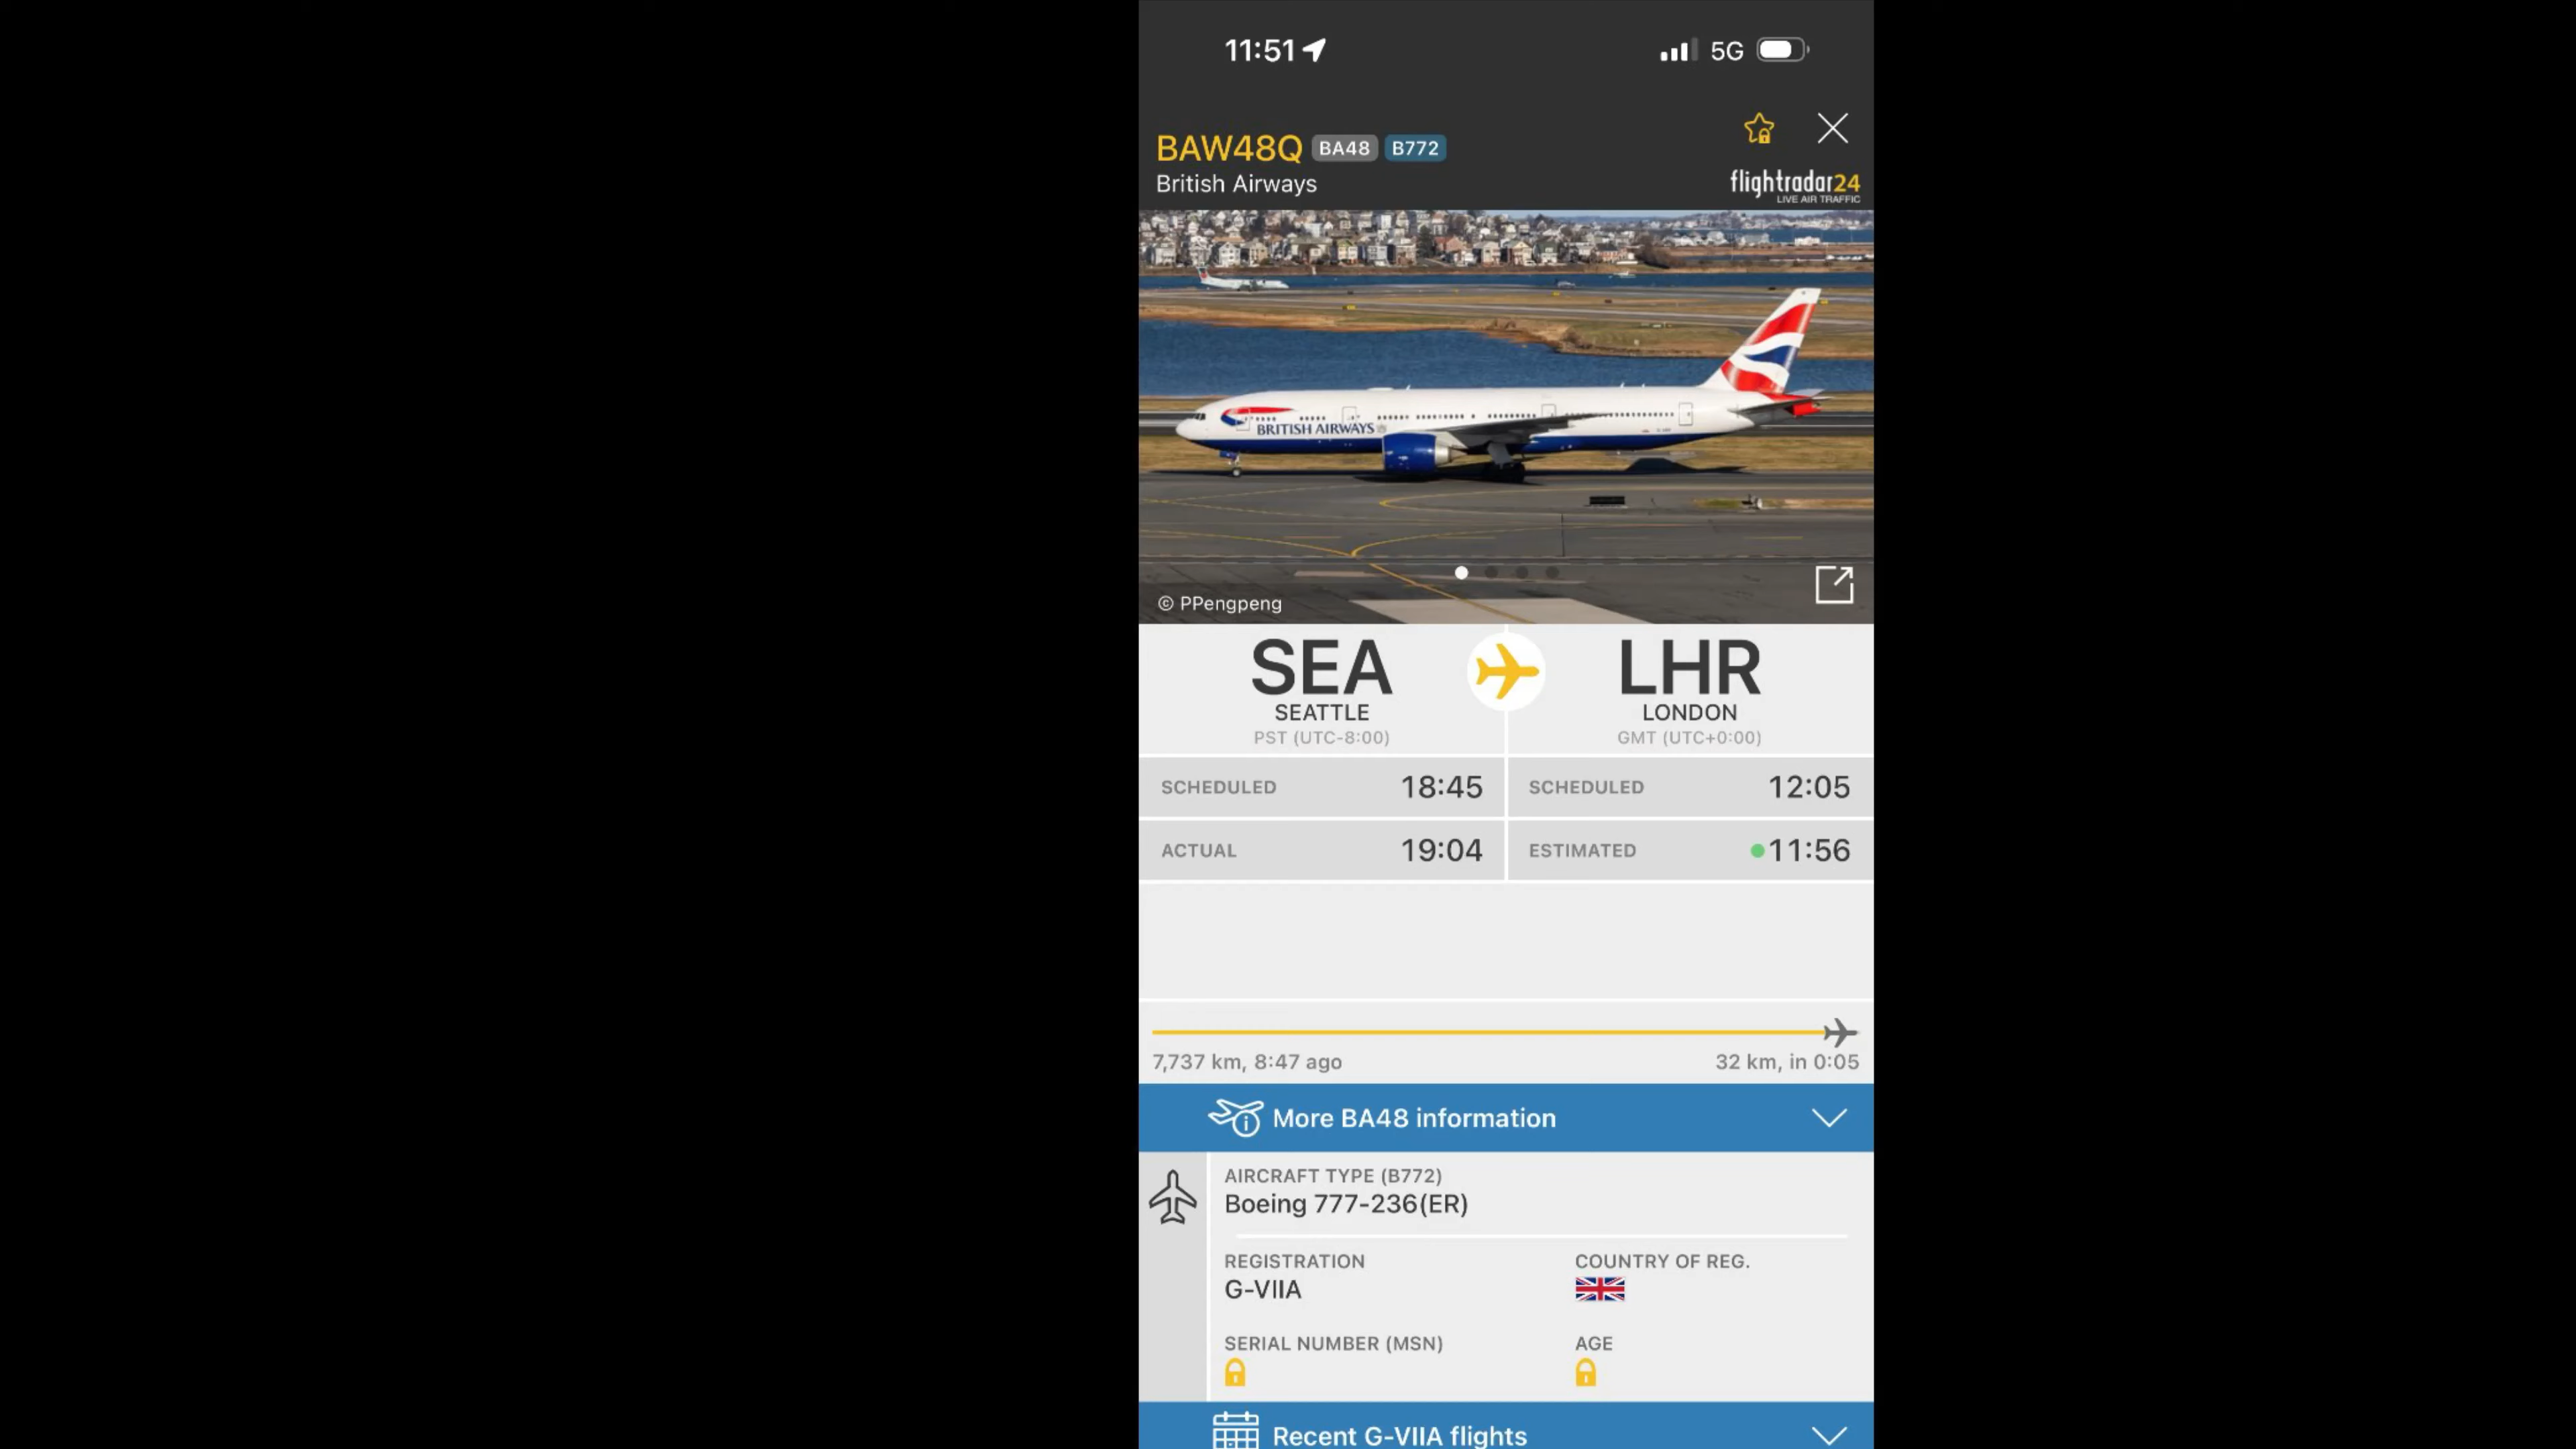 11:51
5G
BAW48Q BA48 B772
British Airways
flightradar24
LIVE AIR TRAFFIC
BRITISH AIRWAYS
© PPengpeng
SEA
SEATTLE
PST (UTC-8:00)
LHR
LONDON
GMT (UTC+0:00)
SCHEDULED 18:45
SCHEDULED 12:05
ACTUAL 19:04
ESTIMATED 11:56
7,737 km, 8:47 ago
32 km, in 0:05
More BA48 information
AIRCRAFT TYPE (B772)
Boeing 777-236(ER)
REGISTRATION
G-VIIA
COUNTRY OF REG.
SERIAL NUMBER (MSN)
AGE
Recent G-VIIA flights